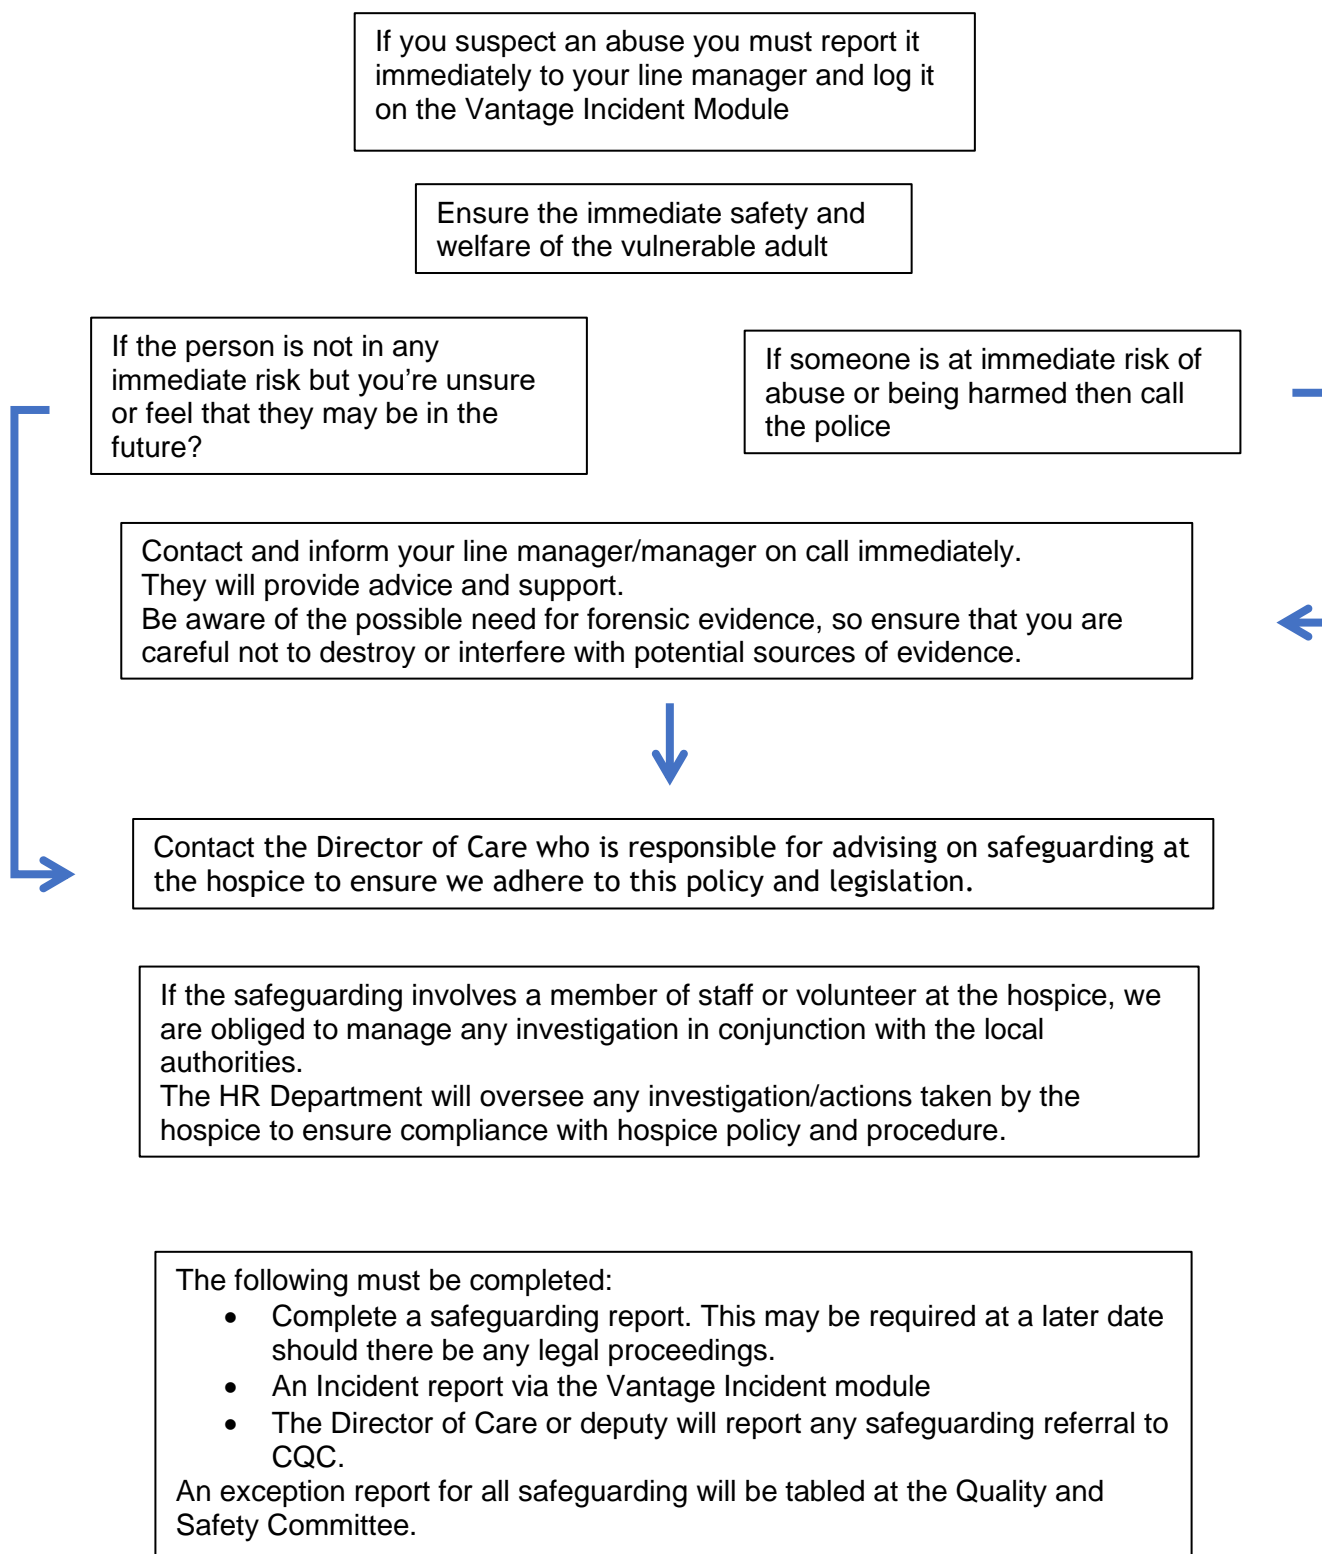 If you suspect an abuse you must report it
immediately to your line manager and log it
on the Vantage Incident Module
Ensure the immediate safety and
welfare of the vulnerable adult
If the person is not in any
immediate risk but you’re unsure
or feel that they may be in the
future?
If someone is at immediate risk of
abuse or being harmed then call
the police
Contact and inform your line manager/manager on call immediately.
They will provide advice and support.
Be aware of the possible need for forensic evidence, so ensure that you are
careful not to destroy or interfere with potential sources of evidence.
Contact the Director of Care who is responsible for advising on safeguarding at
the hospice to ensure we adhere to this policy and legislation.
If the safeguarding involves a member of staff or volunteer at the hospice, we
are obliged to manage any investigation in conjunction with the local
authorities.
The HR Department will oversee any investigation/actions taken by the
hospice to ensure compliance with hospice policy and procedure.
The following must be completed:
• Complete a safeguarding report. This may be required at a later date
should there be any legal proceedings.
• An Incident report via the Vantage Incident module
• The Director of Care or deputy will report any safeguarding referral to
CQC.
An exception report for all safeguarding will be tabled at the Quality and
Safety Committee.